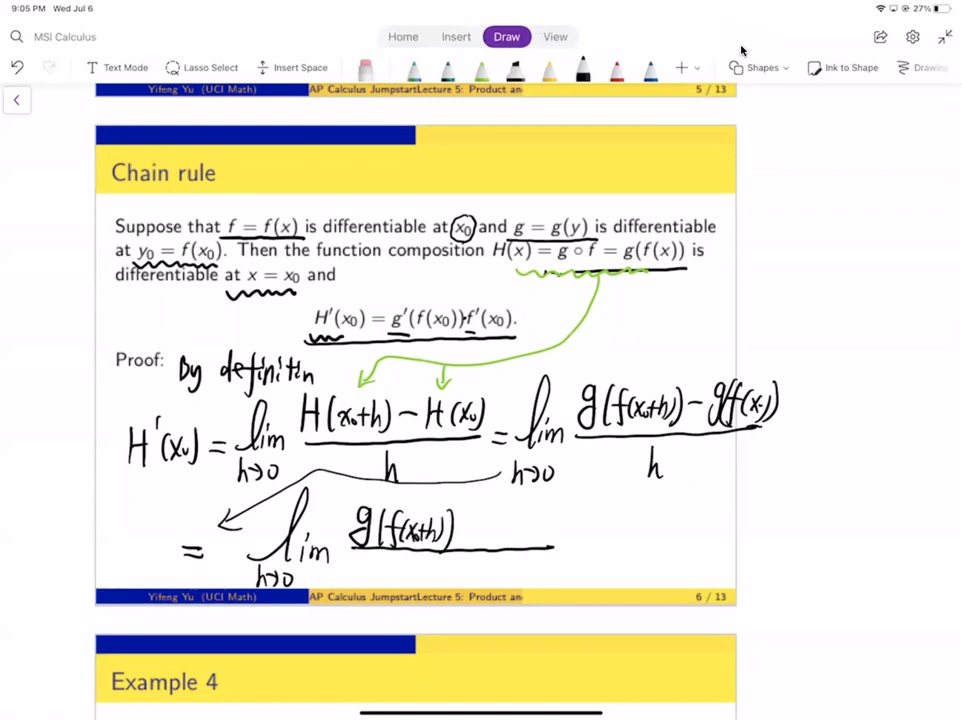 9:05 PM Wed Jul 6
27%
MSI Calculus
Home Insert Draw View
Text Mode Lasso Select Insert Space Shapes Ink to Shape Drawing
Yifeng Yu (UCI Math) AP Calculus JumpstartLecture 5: Product an 5 / 13
Chain rule
Suppose that f = f(x) is differentiable at x₀ and g = g(y) is differentiable
at y₀ = f(x₀). Then the function composition H(x) = g ∘ f = g(f(x)) is
differentiable at x = x₀ and
H′(x₀) = g′(f(x₀))·f′(x₀).
Proof: By definitin
H'(x₀) = lim h→0 H(x₀+h) − H(x₀) / h = lim h→0 g(f(x₀+h) − gf(x₀)) / h
= lim h→0 g(f(x₀+h))
Yifeng Yu (UCI Math) AP Calculus JumpstartLecture 5: Product an 6 / 13
Example 4